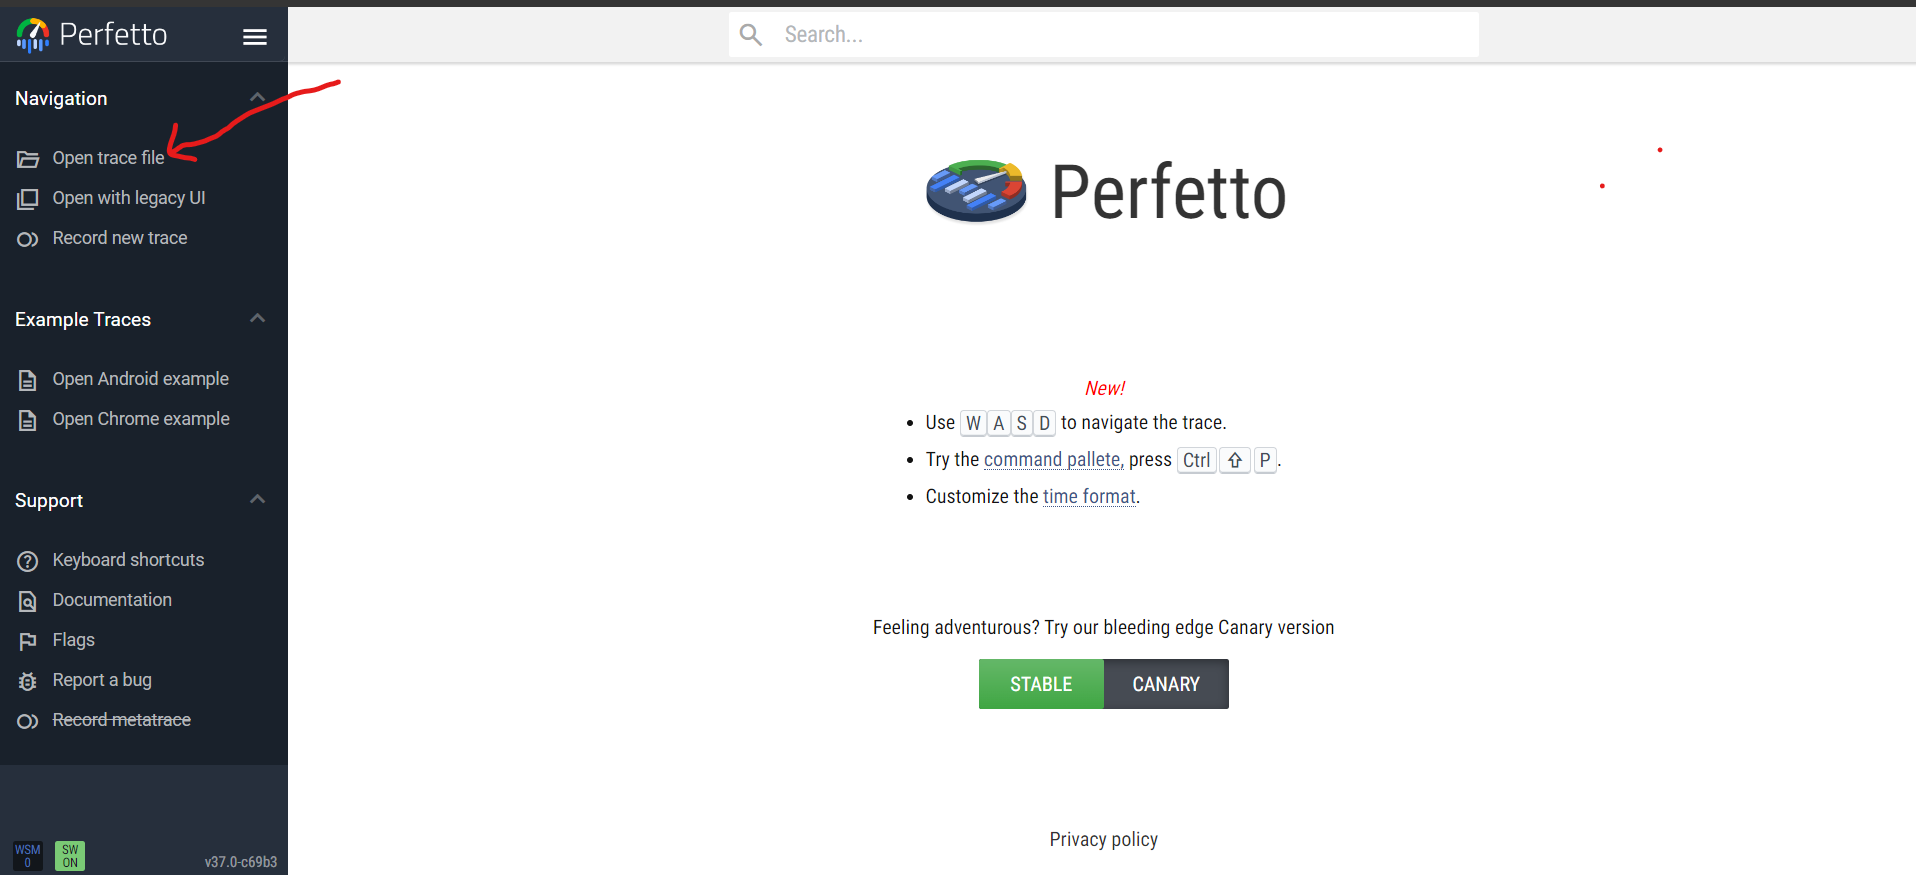 Perfetto
Search...
Navigation
Open trace file
Open with legacy UI
Record new trace
Example Traces
Open Android example
Open Chrome example
Support
Keyboard shortcuts
Documentation
Flags
Report a bug
Record metatrace
WSM
0
SW
ON
v37.0-c69b3
Perfetto
New!
Use W A S D to navigate the trace.
Try the command pallete, press Ctrl ⇧ P.
Customize the time format.
Feeling adventurous? Try our bleeding edge Canary version
STABLE CANARY
Privacy policy